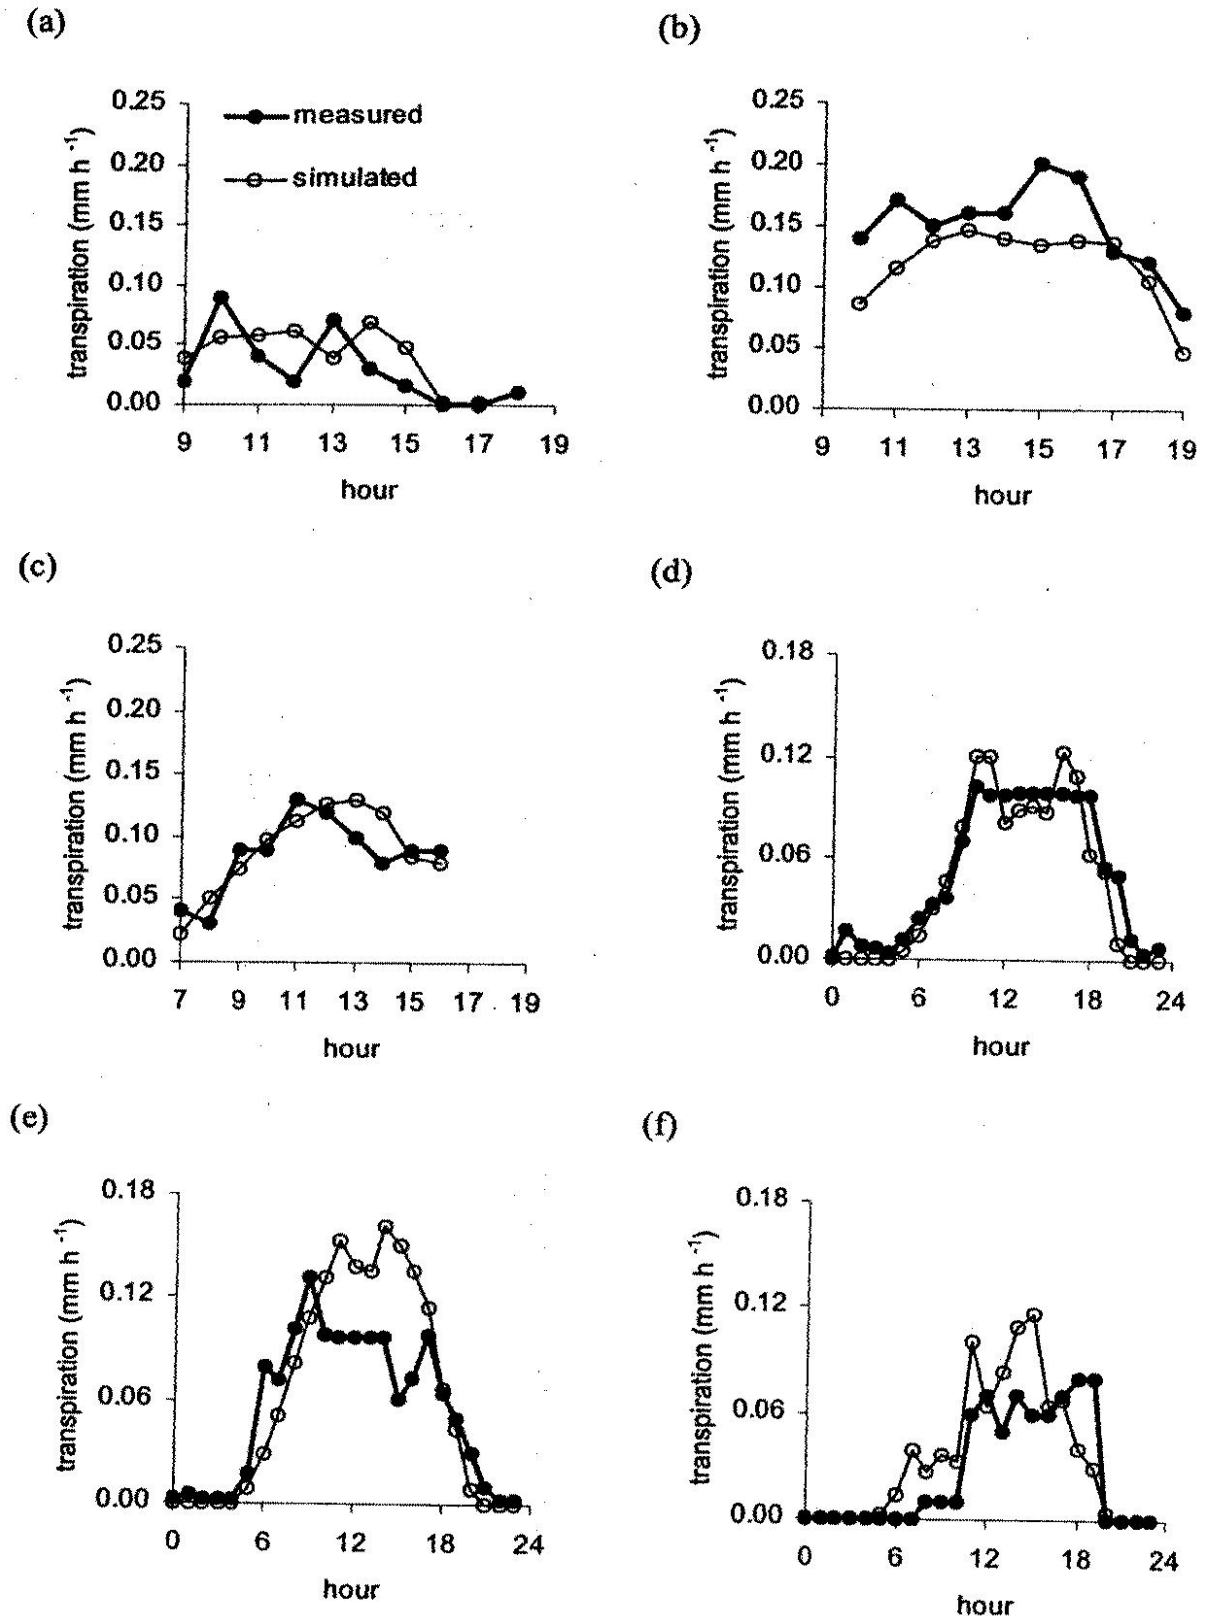 (a)
0.25
0.20
0.15
0.10
0.05
0.00
transpiration (mm h -1)
measured
simulated
9 11 13 15 17 19
hour
(b)
0.25
0.20
0.15
0.10
0.05
0.00
transpiration (mm h -1)
9 11 13 15 17 19
hour
(c)
0.25
0.20
0.15
0.10
0.05
0.00
transpiration (mm h -1)
7 9 11 13 15 17 19
hour
(d)
0.18
0.12
0.06
0.00
transpiration (mm h -1)
0 6 12 18 24
hour
(e)
0.18
0.12
0.06
0.00
transpiration (mm h -1)
0 6 12 18 24
hour
(f)
0.18
0.12
0.06
0.00
transpiration (mm h -1)
0 6 12 18 24
hour